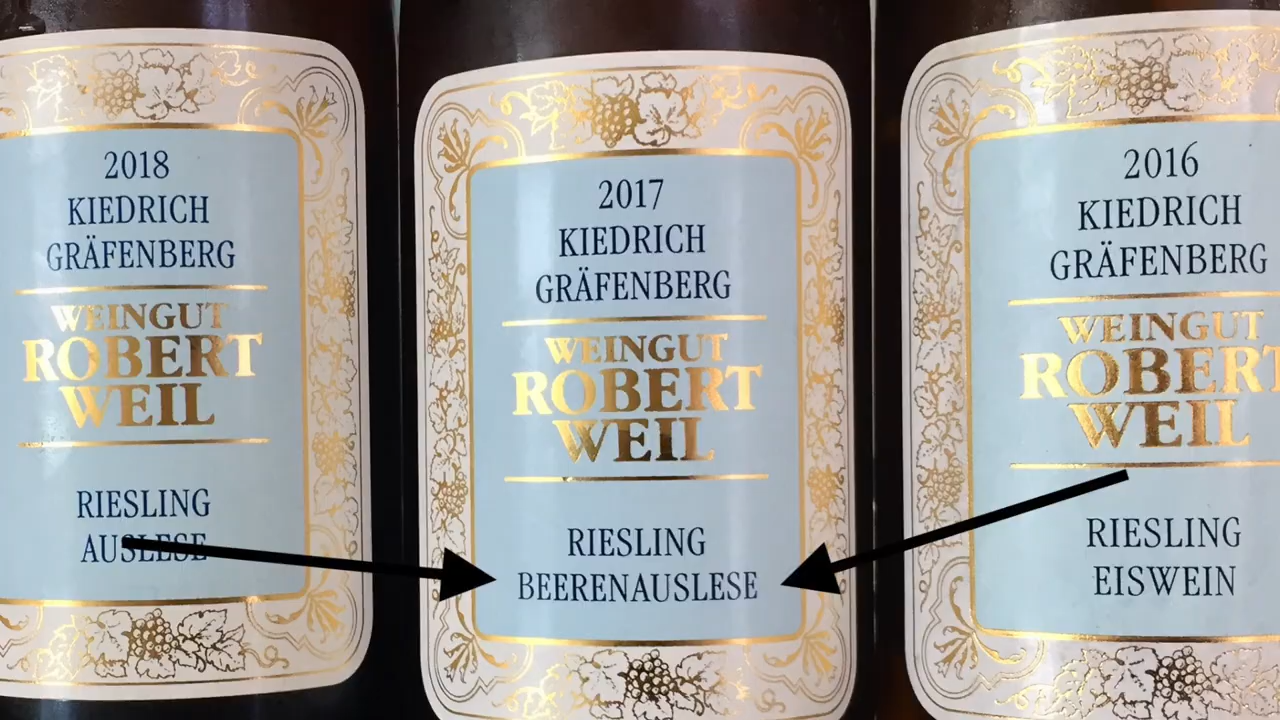 2018
KIEDRICH
GRÄFENBERG
WEINGUT
ROBERT
WEIL
RIESLING
AUSLESE
2017
KIEDRICH
GRÄFENBERG
WEINGUT
ROBERT
WEIL
RIESLING
BEERENAUSLESE
2016
KIEDRICH
GRÄFENBERG
WEINGUT
ROBERT
WEIL
RIESLING
EISWEIN